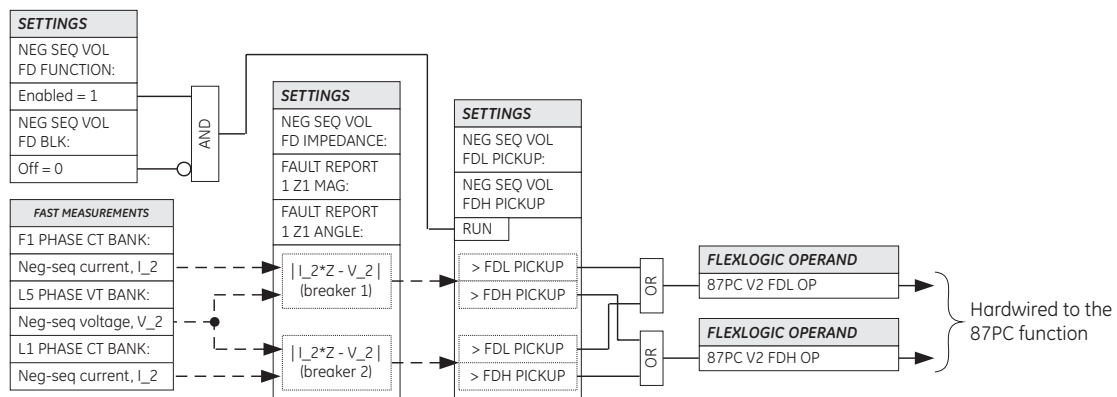 SETTINGS
NEG SEQ VOL
FD FUNCTION:
Enabled = 1
NEG SEQ VOL
FD BLK:
Off = 0
AND
FAST MEASUREMENTS
F1 PHASE CT BANK:
Neg-seq current, I_2
L5 PHASE VT BANK:
Neg-seq voltage, V_2
L1 PHASE CT BANK:
Neg-seq current, I_2
SETTINGS
NEG SEQ VOL
FD IMPEDANCE:
FAULT REPORT
1 Z1 MAG:
FAULT REPORT
1 Z1 ANGLE:
| I_2*Z - V_2 |
(breaker 1)
| I_2*Z - V_2 |
(breaker 2)
SETTINGS
NEG SEQ VOL
FDL PICKUP:
NEG SEQ VOL
FDH PICKUP
RUN
> FDL PICKUP
> FDH PICKUP
> FDL PICKUP
> FDH PICKUP
OR
OR
FLEXLOGIC OPERAND
87PC V2 FDL OP
FLEXLOGIC OPERAND
87PC V2 FDH OP
Hardwired to the
87PC function